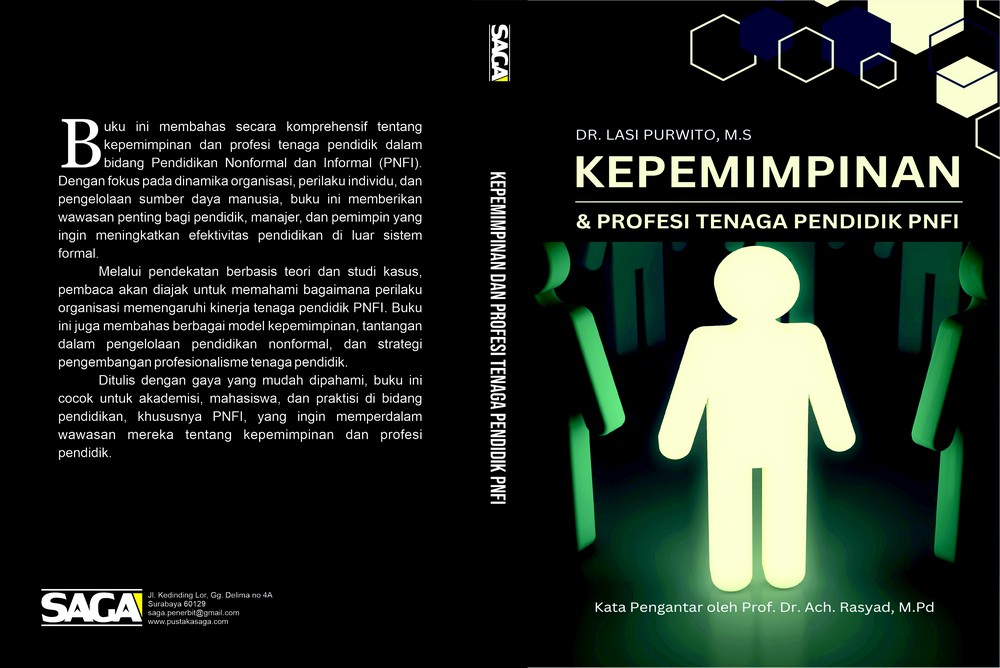 Buku ini membahas secara komprehensif tentang
kepemimpinan dan profesi tenaga pendidik dalam
bidang Pendidikan Nonformal dan Informal (PNFI).
Dengan fokus pada dinamika organisasi, perilaku individu, dan
pengelolaan sumber daya manusia, buku ini memberikan
wawasan penting bagi pendidik, manajer, dan pemimpin yang
ingin meningkatkan efektivitas pendidikan di luar sistem
formal.
Melalui pendekatan berbasis teori dan studi kasus,
pembaca akan diajak untuk memahami bagaimana perilaku
organisasi memengaruhi kinerja tenaga pendidik PNFI. Buku
ini juga membahas berbagai model kepemimpinan, tantangan
dalam pengelolaan pendidikan nonformal, dan strategi
pengembangan profesionalisme tenaga pendidik.
Ditulis dengan gaya yang mudah dipahami, buku ini
cocok untuk akademisi, mahasiswa, dan praktisi di bidang
pendidikan, khususnya PNFI, yang ingin memperdalam
wawasan mereka tentang kepemimpinan dan profesi
pendidik.
SAGA
Jl. Kedinding Lor, Gg. Delima no 4A
Surabaya 60129
saga.penerbit@gmail.com
www.pustakasaga.com
SAGA
KEPEMIMPINAN DAN PROFESI TENAGA PENDIDIK PNFI
DR. LASI PURWITO, M.S
KEPEMIMPINAN
& PROFESI TENAGA PENDIDIK PNFI
Kata Pengantar oleh Prof. Dr. Ach. Rasyad, M.Pd